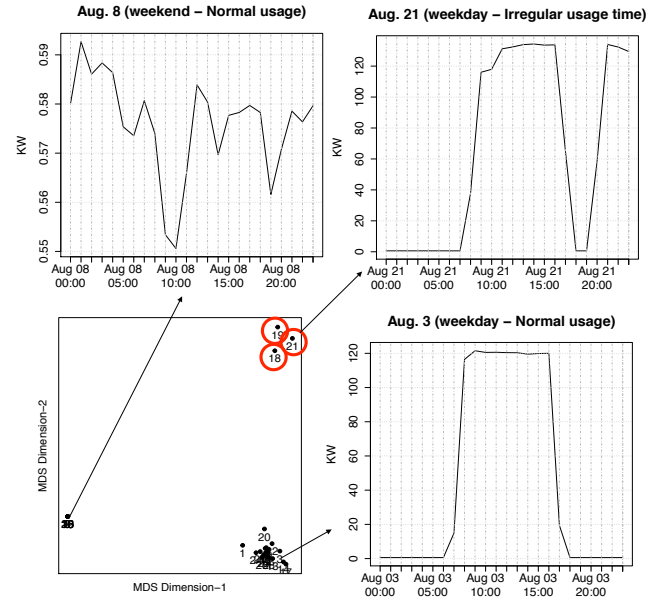 Aug. 8 (weekend − Normal usage)
KW
0.59
0.58
0.57
0.56
0.55
Aug 08 Aug 08 Aug 08 Aug 08 Aug 08
00:00 05:00 10:00 15:00 20:00
Aug. 21 (weekday − Irregular usage time)
KW
120
100
80
60
40
20
0
Aug 21 Aug 21 Aug 21 Aug 21 Aug 21
00:00 05:00 10:00 15:00 20:00
MDS Dimension−2
19
21
18
20
1
MDS Dimension−1
Aug. 3 (weekday − Normal usage)
KW
120
100
80
60
40
20
0
Aug 03 Aug 03 Aug 03 Aug 03 Aug 03
00:00 05:00 10:00 15:00 20:00